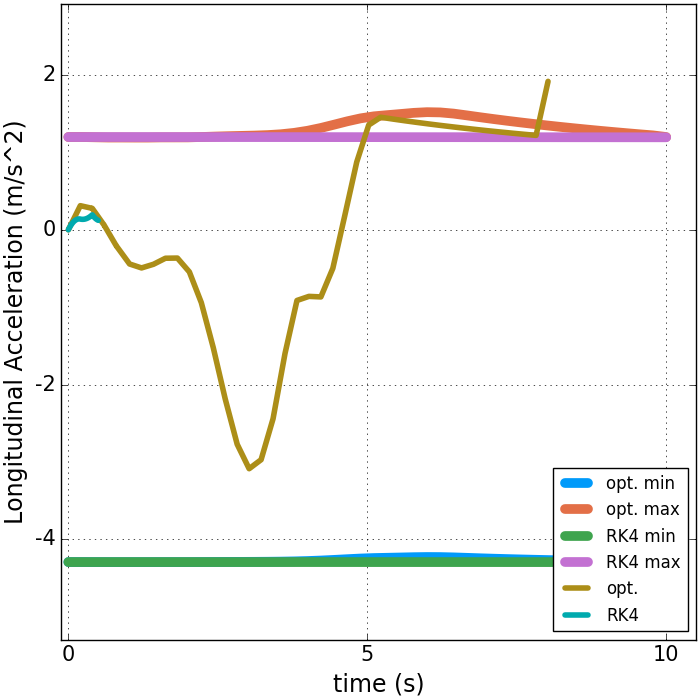 Longitudinal Acceleration (m/s^2)
2
0
-2
-4
opt. min
opt. max
RK4 min
RK4 max
opt.
RK4
0
5
10
time (s)